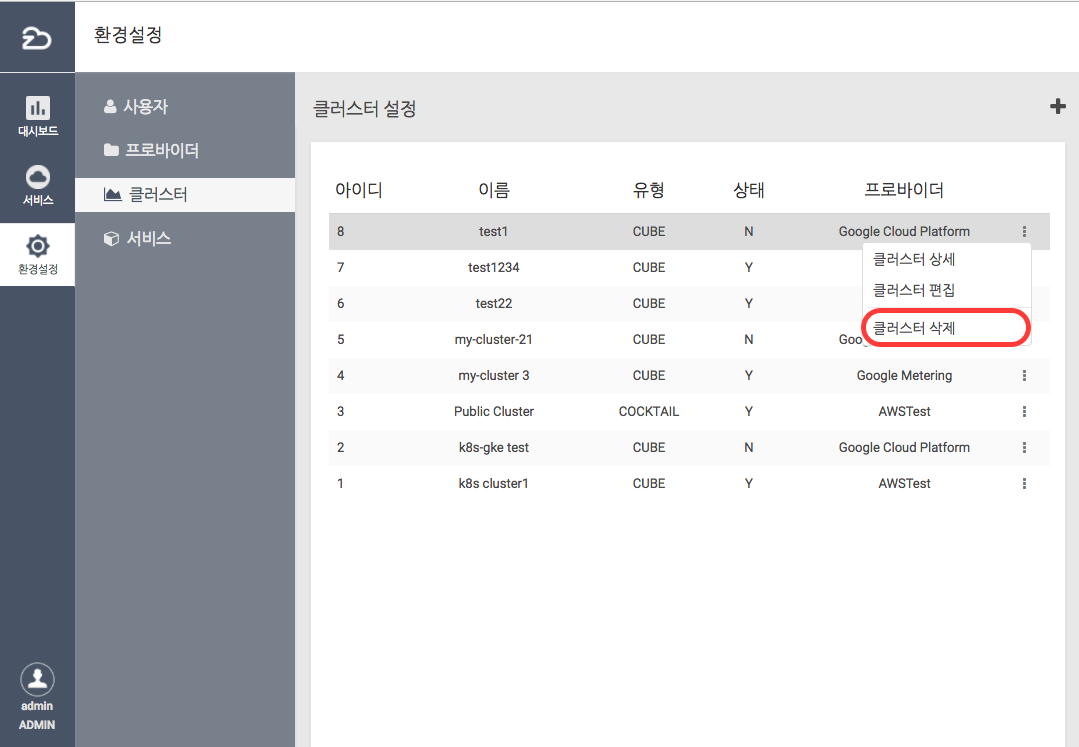 환경설정
대시보드
서비스
환경설정
admin
ADMIN
사용자
프로바이더
클러스터
서비스
클러스터 설정
아이디 이름 유형 상태 프로바이더
8 test1 CUBE N Google Cloud Platform
7 test1234 CUBE Y
6 test22 CUBE Y
5 my-cluster-21 CUBE N
4 my-cluster 3 CUBE Y Google Metering
3 Public Cluster COCKTAIL Y AWSTest
2 k8s-gke test CUBE N Google Cloud Platform
1 k8s cluster1 CUBE Y AWSTest
클러스터 상세
클러스터 편집
클러스터 삭제